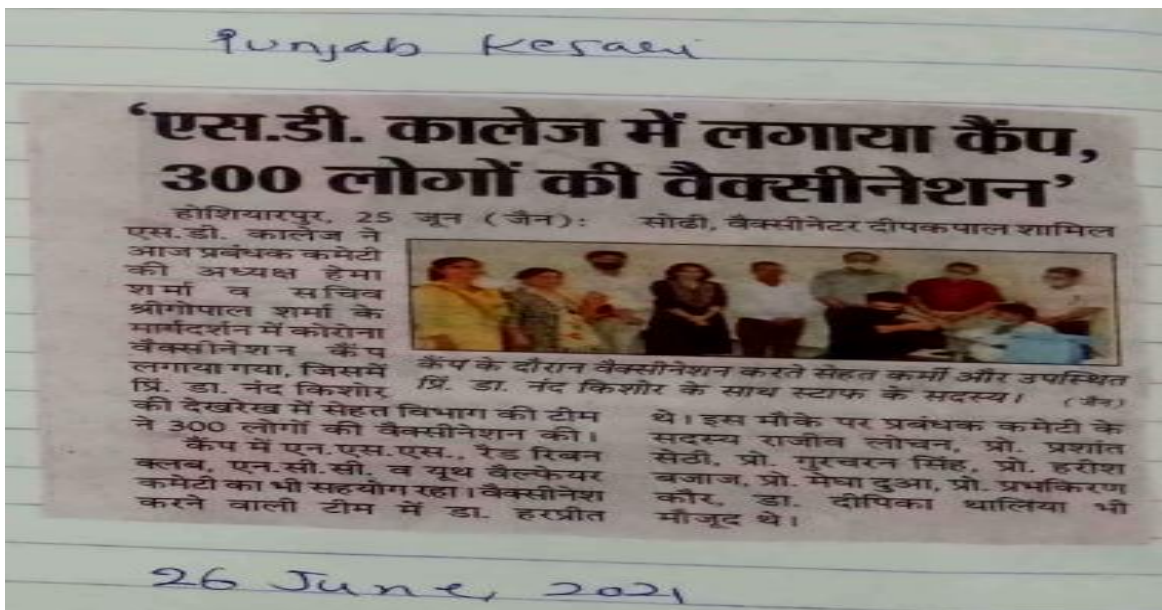 Punjab Kesari
‘एस.डी. कालेज में लगाया कैंप,
300 लोगों की वैक्सीनेशन’
होशियारपुर, 25 जून (जैन):
एस.डी. कालेज ने
आज प्रबंधक कमेटी
की अध्यक्ष हेमा
शर्मा व सचिव
श्रीगोपाल शर्मा के
मार्गदर्शन में कोरोना
वैक्सीनेशन कैंप
लगाया गया, जिसमें
प्रिं. डा. नंद किशोर
की देखरेख में सेहत विभाग की टीम
ने 300 लोगों की वैक्सीनेशन की।
कैंप में एन.एस.एस., रैड रिबन
क्लब, एन.सी.सी. व यूथ वैल्फेयर
कमेटी का भी सहयोग रहा। वैक्सीनेश
करने वाली टीम में डा. हरप्रीत
सोढी, वैक्सीनेटर दीपकपाल शामिल
कैंप के दौरान वैक्सीनेशन करते सेहत कर्मी और उपस्थित
प्रिं. डा. नंद किशोर के साथ स्टाफ के सदस्य। (जैन)
थे। इस मौके पर प्रबंधक कमेटी के
सदस्य राजीव लोचन, प्रो. प्रशांत
सेठी, प्रो. गुरचरन सिंह, प्रो. हरीश
बजाज, प्रो. मेघा दुआ, प्रो. प्रभकिरण
कौर, डा. दीपिका थालिया भी
मौजूद थे।
26 June, 2021